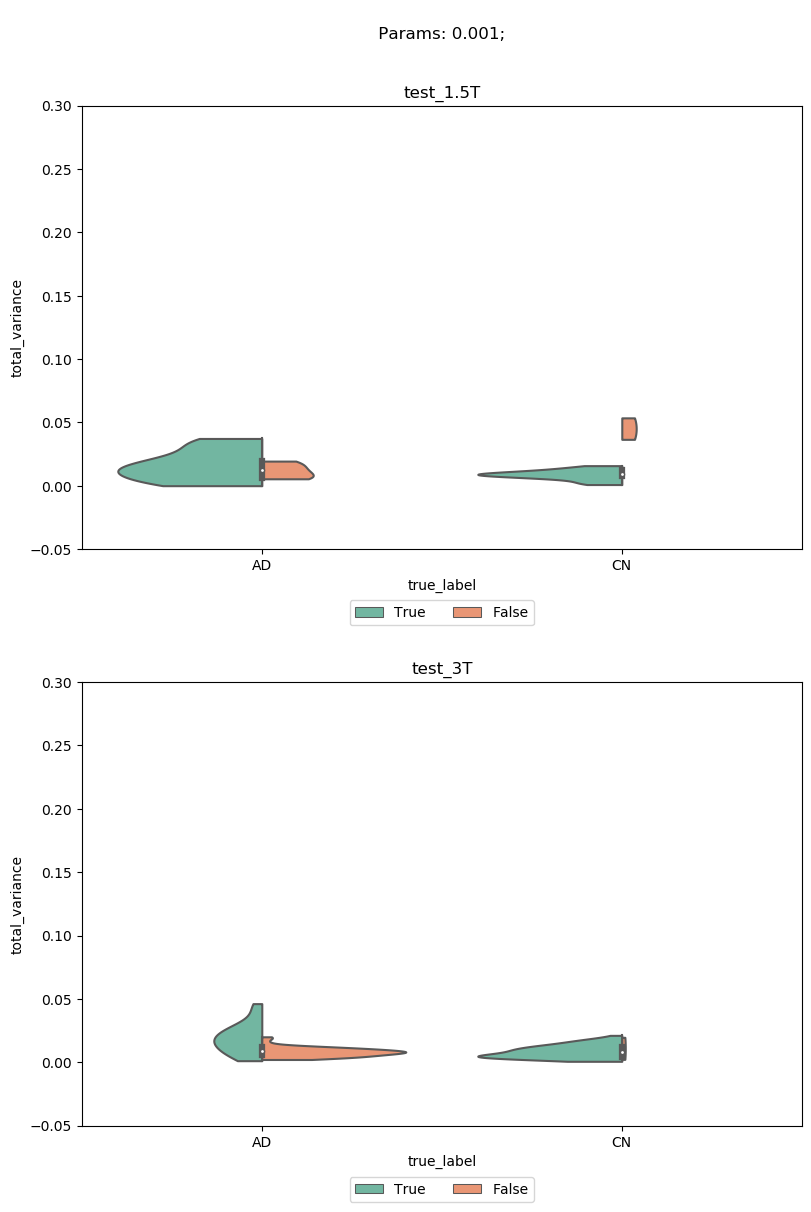 Params: 0.001;
test_1.5T
0.30
0.25
0.20
0.15
0.10
0.05
0.00
−0.05
total_variance
AD CN
true_label
True False
test_3T
0.30
0.25
0.20
0.15
0.10
0.05
0.00
−0.05
total_variance
AD CN
true_label
True False